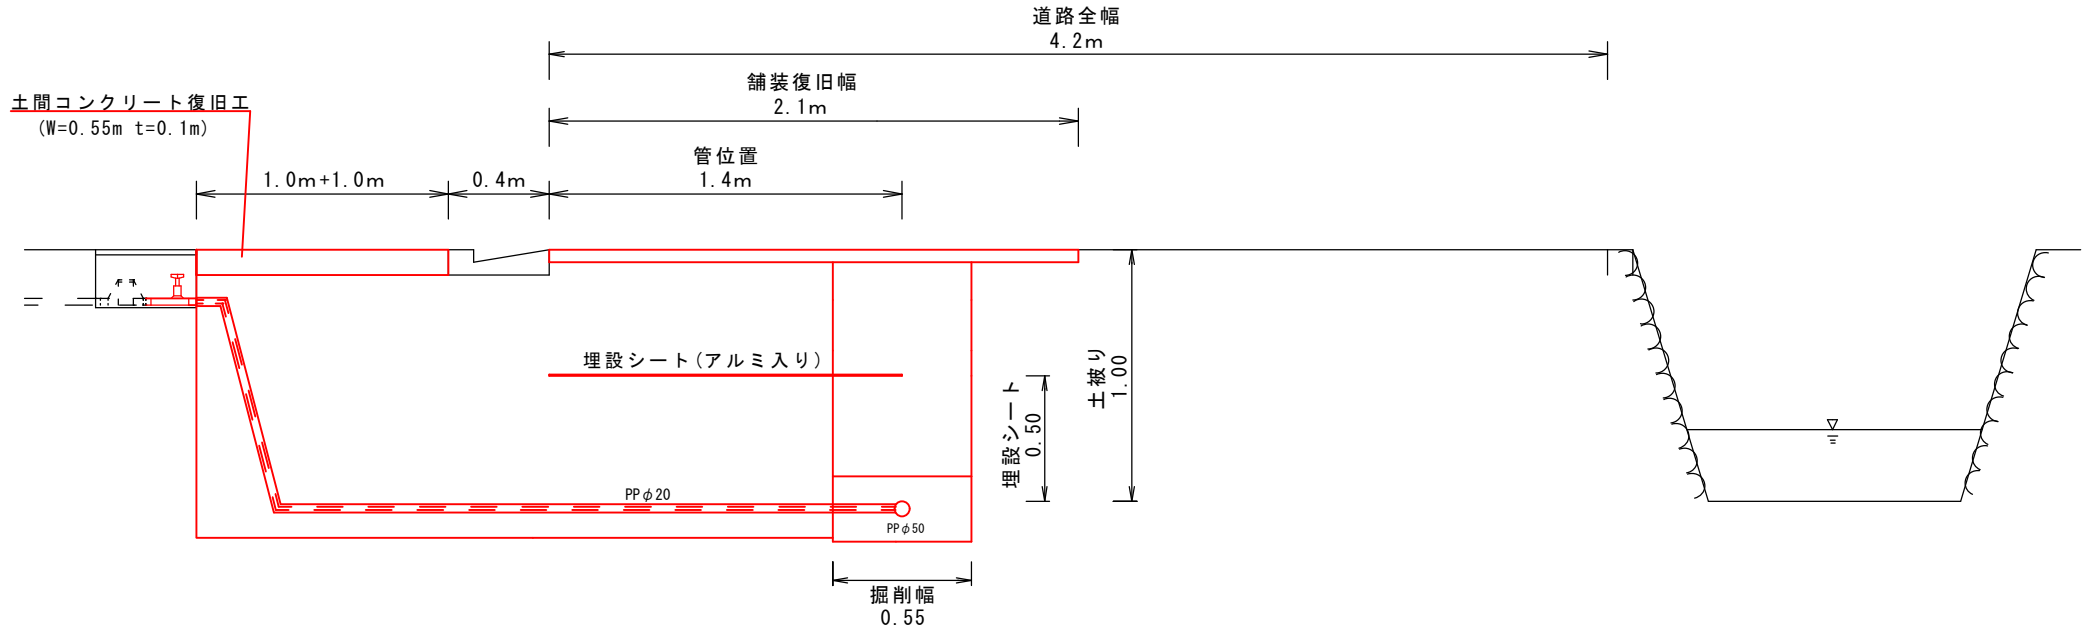 道路全幅
4.2m
舗装復旧幅
2.1m
土間コンクリート復旧工
(W=0.55m t=0.1m)
管位置
1.0m+1.0m
0.4m
1.4m
埋設シート(アルミ入り)
埋設シート
0.50
土被り
1.00
PPφ20
PPφ50
掘削幅
0.55